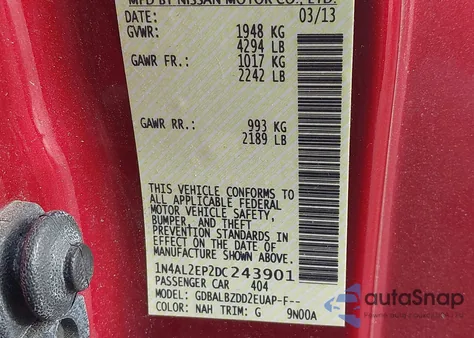 MFD BY NISSAN MOTOR CO., LTD.
DATE: 03/13
GVWR: 1948 KG
4294 LB
GAWR FR.: 1017 KG
2242 LB
GAWR RR.: 993 KG
2189 LB
THIS VEHICLE CONFORMS TO
ALL APPLICABLE FEDERAL
MOTOR VEHICLE SAFETY,
BUMPER, AND THEFT
PREVENTION STANDARDS IN
EFFECT ON THE DATE OF
MANUFACTURE SHOWN ABOVE.
1N4AL2EP2DC243901
PASSENGER CAR 404
MODEL: GDBALBZDD2EUAP-F--
COLOR: NAH TRIM: G 9N00A
autoSnap